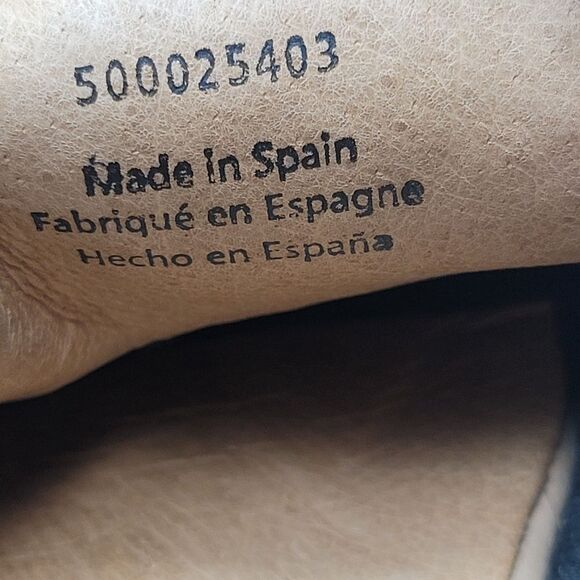 500025403
Made in Spain
Fabriqué en Espagne
Hecho en España